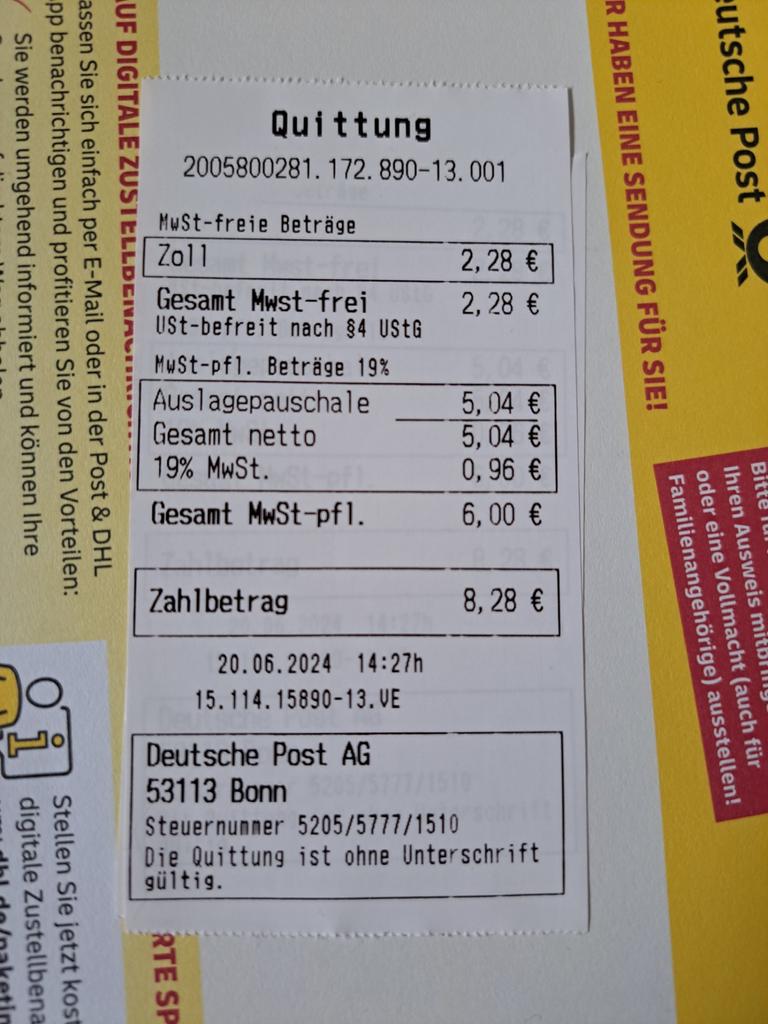 Quittung
2005800281.172.890-13.001
MwSt-freie Beträge
Zoll 2,28 €
Gesamt Mwst-frei 2,28 €
USt-befreit nach §4 UStG
MwSt-pfl. Beträge 19%
Auslagepauschale 5,04 €
Gesamt netto 5,04 €
19% MwSt 0,96 €
Gesamt MwSt-pfl. 6,00 €
Zahlbetrag 8,28 €
20.06.2024 14:27h
15.114.15890-13.VE
Deutsche Post AG
53113 Bonn
Steuernummer 5205/5777/1510
Die Quittung ist ohne Unterschrift
gültig.
AUF DIGITALE
assen Sie sich einfach per E-Mail oder in der Post & DHL
pp benachrichtigen und profitieren Sie von den Vorteilen:
Sie werden umgehend informiert und können Ihre
i
Stellen Sie jetzt
digitale
RTE SP
eutsche Post
R HABEN EINE SENDUNG FÜR SIE!
Bitte
Ihren Ausweis
oder eine Vollmacht (auch für
Familienangehörige) ausstellen!